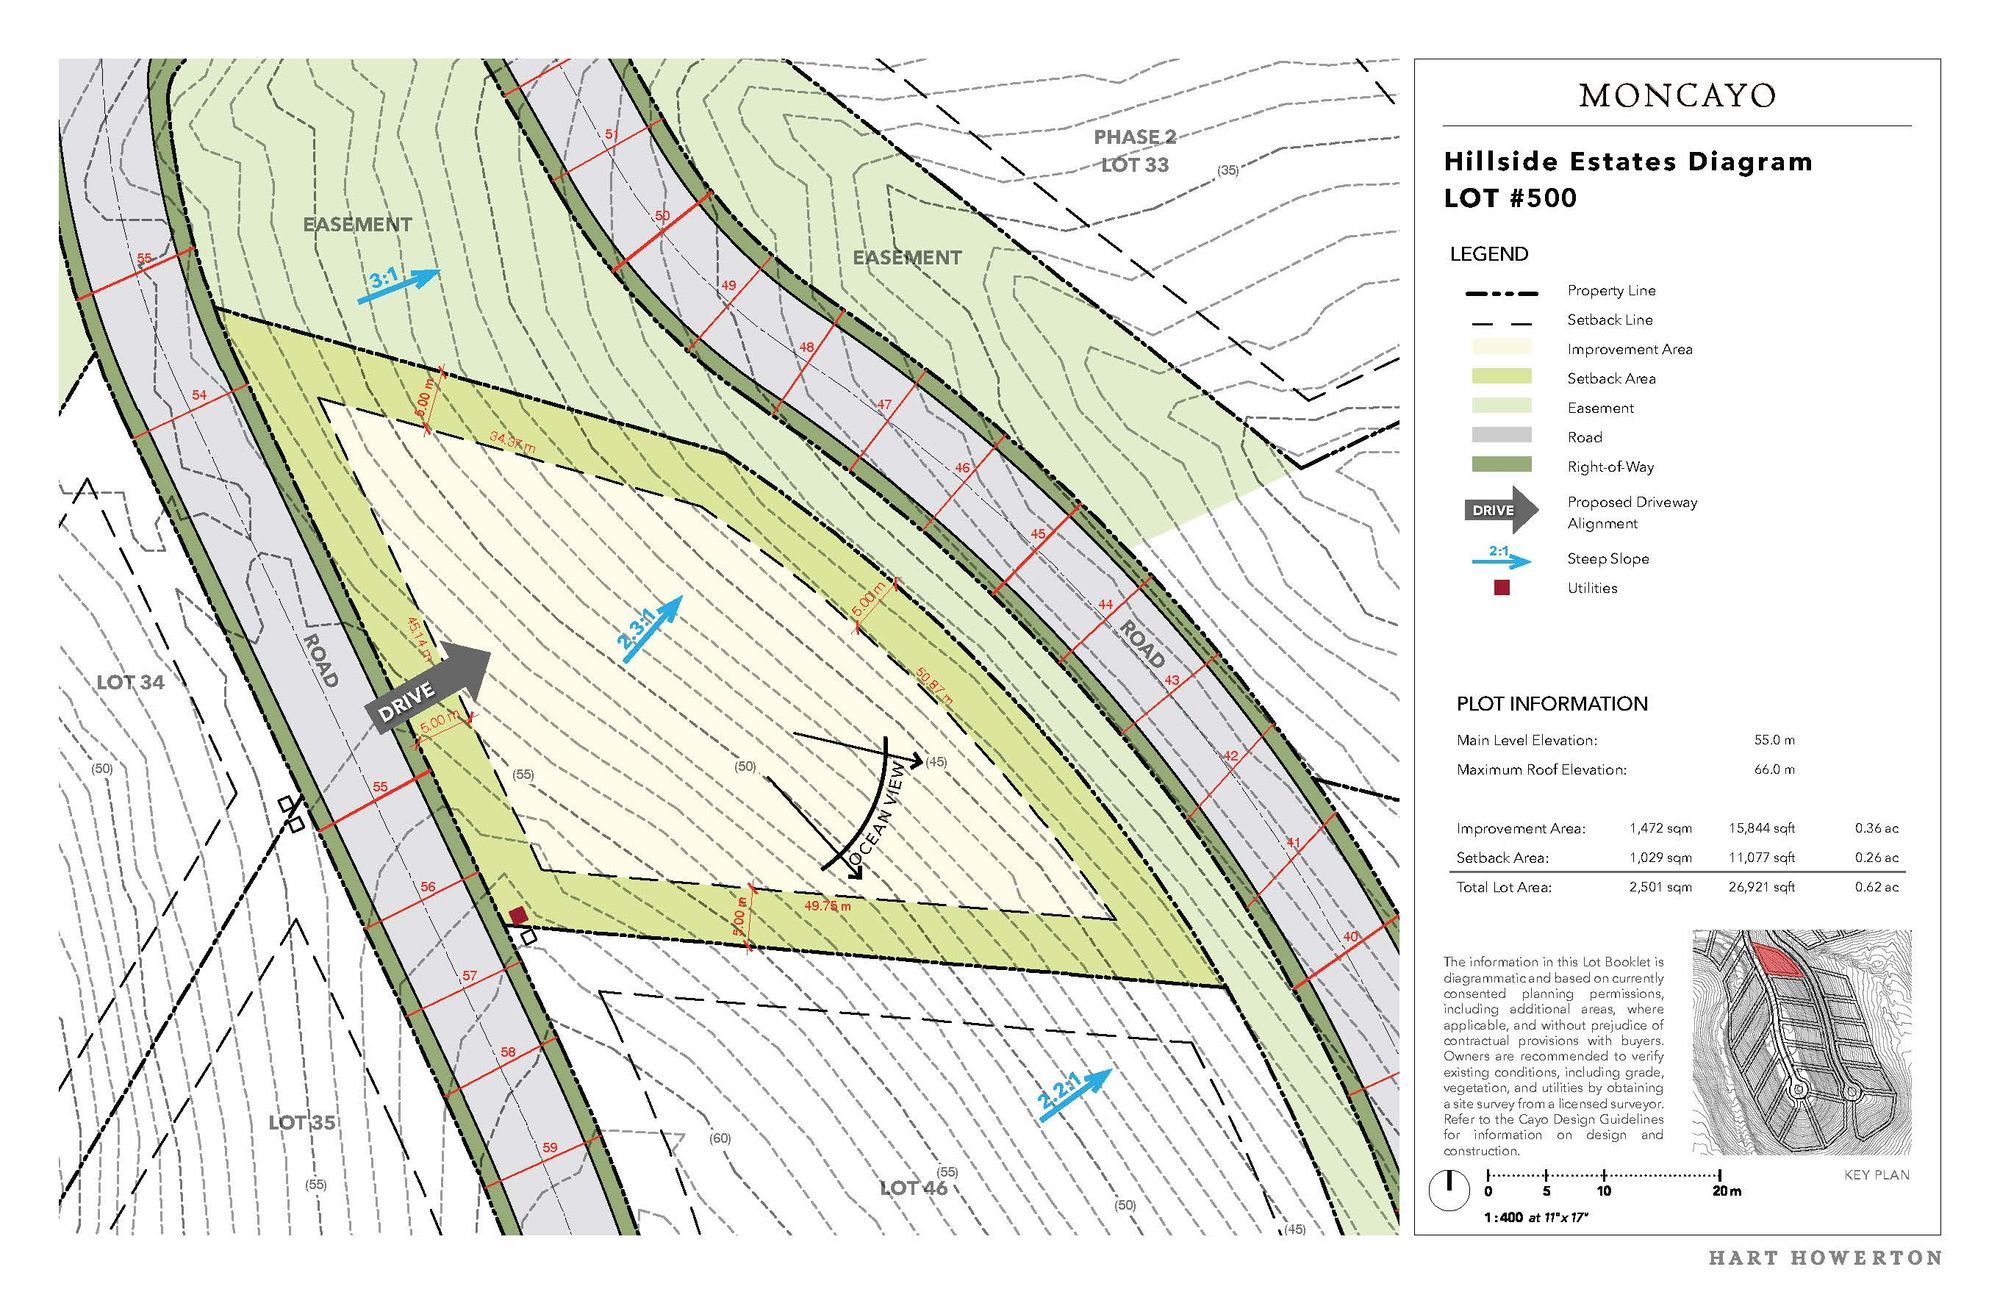 51
PHASE 2
LOT 33
(35)
50
EASEMENT
EASEMENT
55
3:1
49
48
5.00 m
54
47
34.37 m
46
45
5.00 m
44
2.3:1
45.14 m
ROAD
ROAD
43
50.87 m
LOT 34
DRIVE
5.00 m
42
(50)
(55)
(50)
(45)
55
OCEAN VIEW
41
56
49.75 m
5.00 m
40
57
58
2.2:1
LOT 35
59
(60)
(55)
(55)
LOT 46
(50)
(45)
MONCAYO
Hillside Estates Diagram
LOT #500
LEGEND
Property Line
Setback Line
Improvement Area
Setback Area
Easement
Road
Right-of-Way
DRIVE Proposed Driveway
Alignment
2:1 Steep Slope
Utilities
PLOT INFORMATION
Main Level Elevation: 55.0 m
Maximum Roof Elevation: 66.0 m
Improvement Area: 1,472 sqm 15,844 sqft 0.36 ac
Setback Area: 1,029 sqm 11,077 sqft 0.26 ac
Total Lot Area: 2,501 sqm 26,921 sqft 0.62 ac
The information in this Lot Booklet is
diagrammatic and based on currently
consented planning permissions,
including additional areas, where
applicable, and without prejudice of
contractual provisions with buyers.
Owners are recommended to verify
existing conditions, including grade,
vegetation, and utilities by obtaining
a site survey from a licensed surveyor.
Refer to the Cayo Design Guidelines
for information on design and
construction.
KEY PLAN
0 5 10 20m
1:400 at 11"x 17"
HART HOWERTON